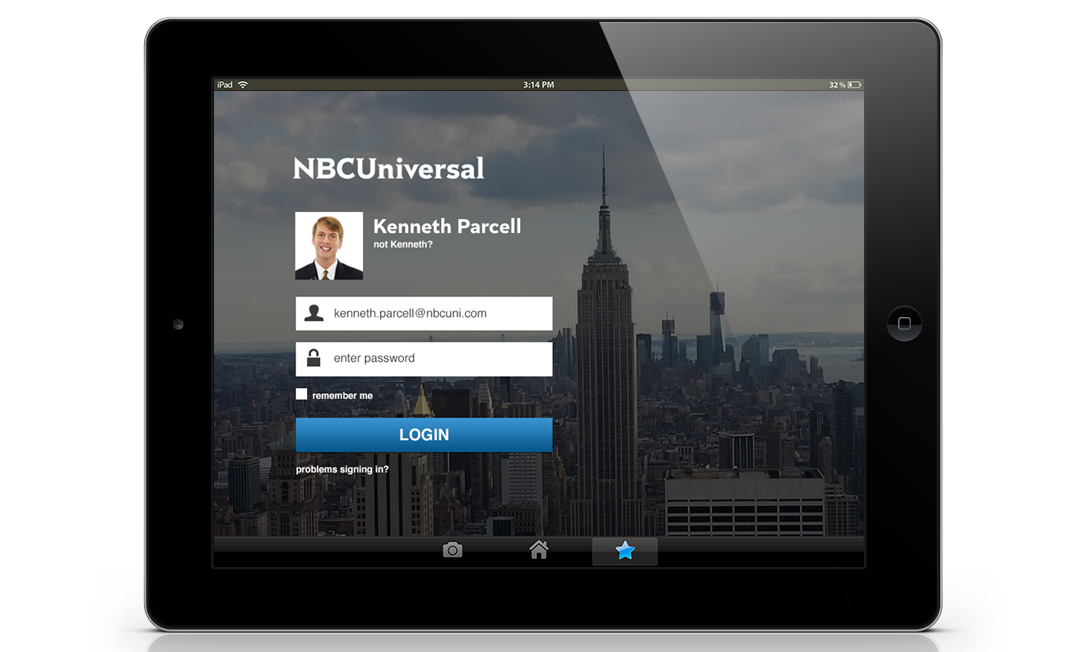 iPad
3:14 PM
32%
NBCUniversal
Kenneth Parcell
not Kenneth?
kenneth.parcell@nbcuni.com
enter password
remember me
LOGIN
problems signing in?